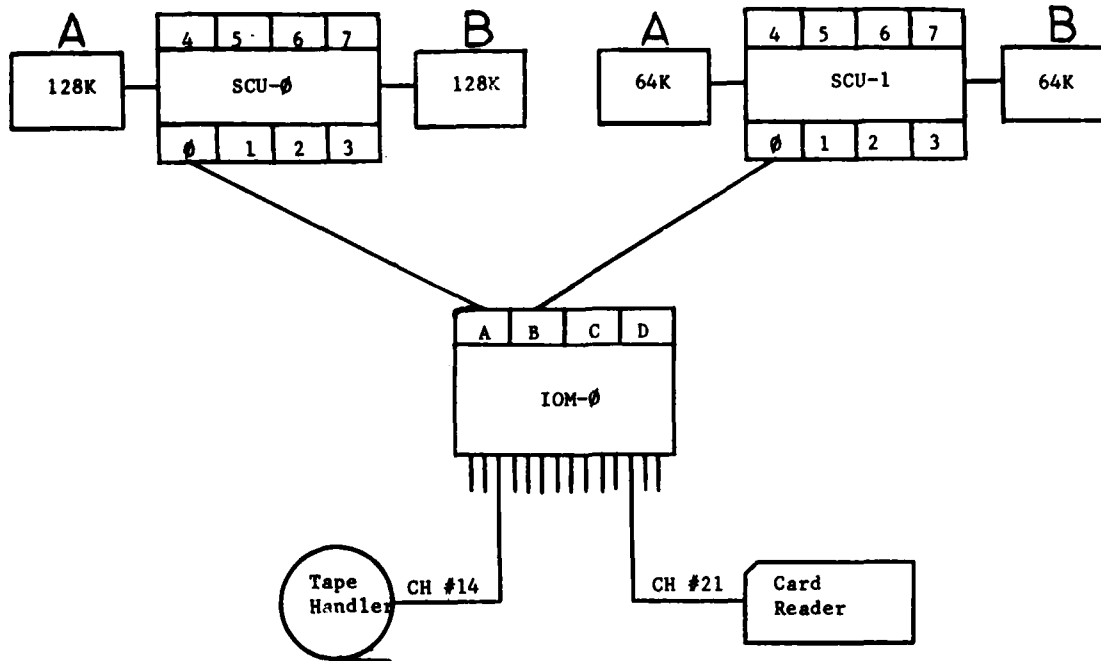 A B A B
4 5 6 7
4 5 6 7
128K SCU-Ø 128K
64K SCU-1 64K
Ø 1 2 3
Ø 1 2 3
A B C D
IOM-Ø
Tape
Handler
CH #14
CH #21
Card
Reader